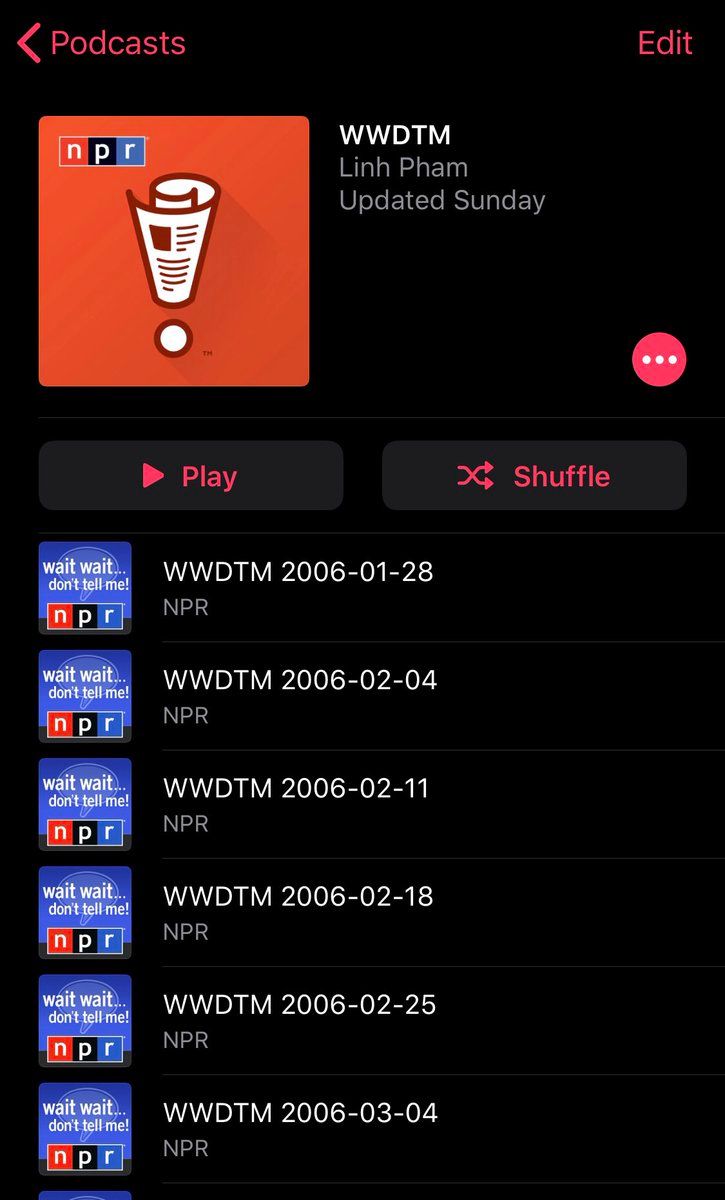 Podcasts
Edit
npr
TM
WWDTM
Linh Pham
Updated Sunday
Play
Shuffle
wait wait...
don't tell me!
npr
WWDTM 2006-01-28
NPR
wait wait...
don't tell me!
npr
WWDTM 2006-02-04
NPR
wait wait...
don't tell me!
npr
WWDTM 2006-02-11
NPR
wait wait...
don't tell me!
npr
WWDTM 2006-02-18
NPR
wait wait...
don't tell me!
npr
WWDTM 2006-02-25
NPR
wait wait...
don't tell me!
npr
WWDTM 2006-03-04
NPR